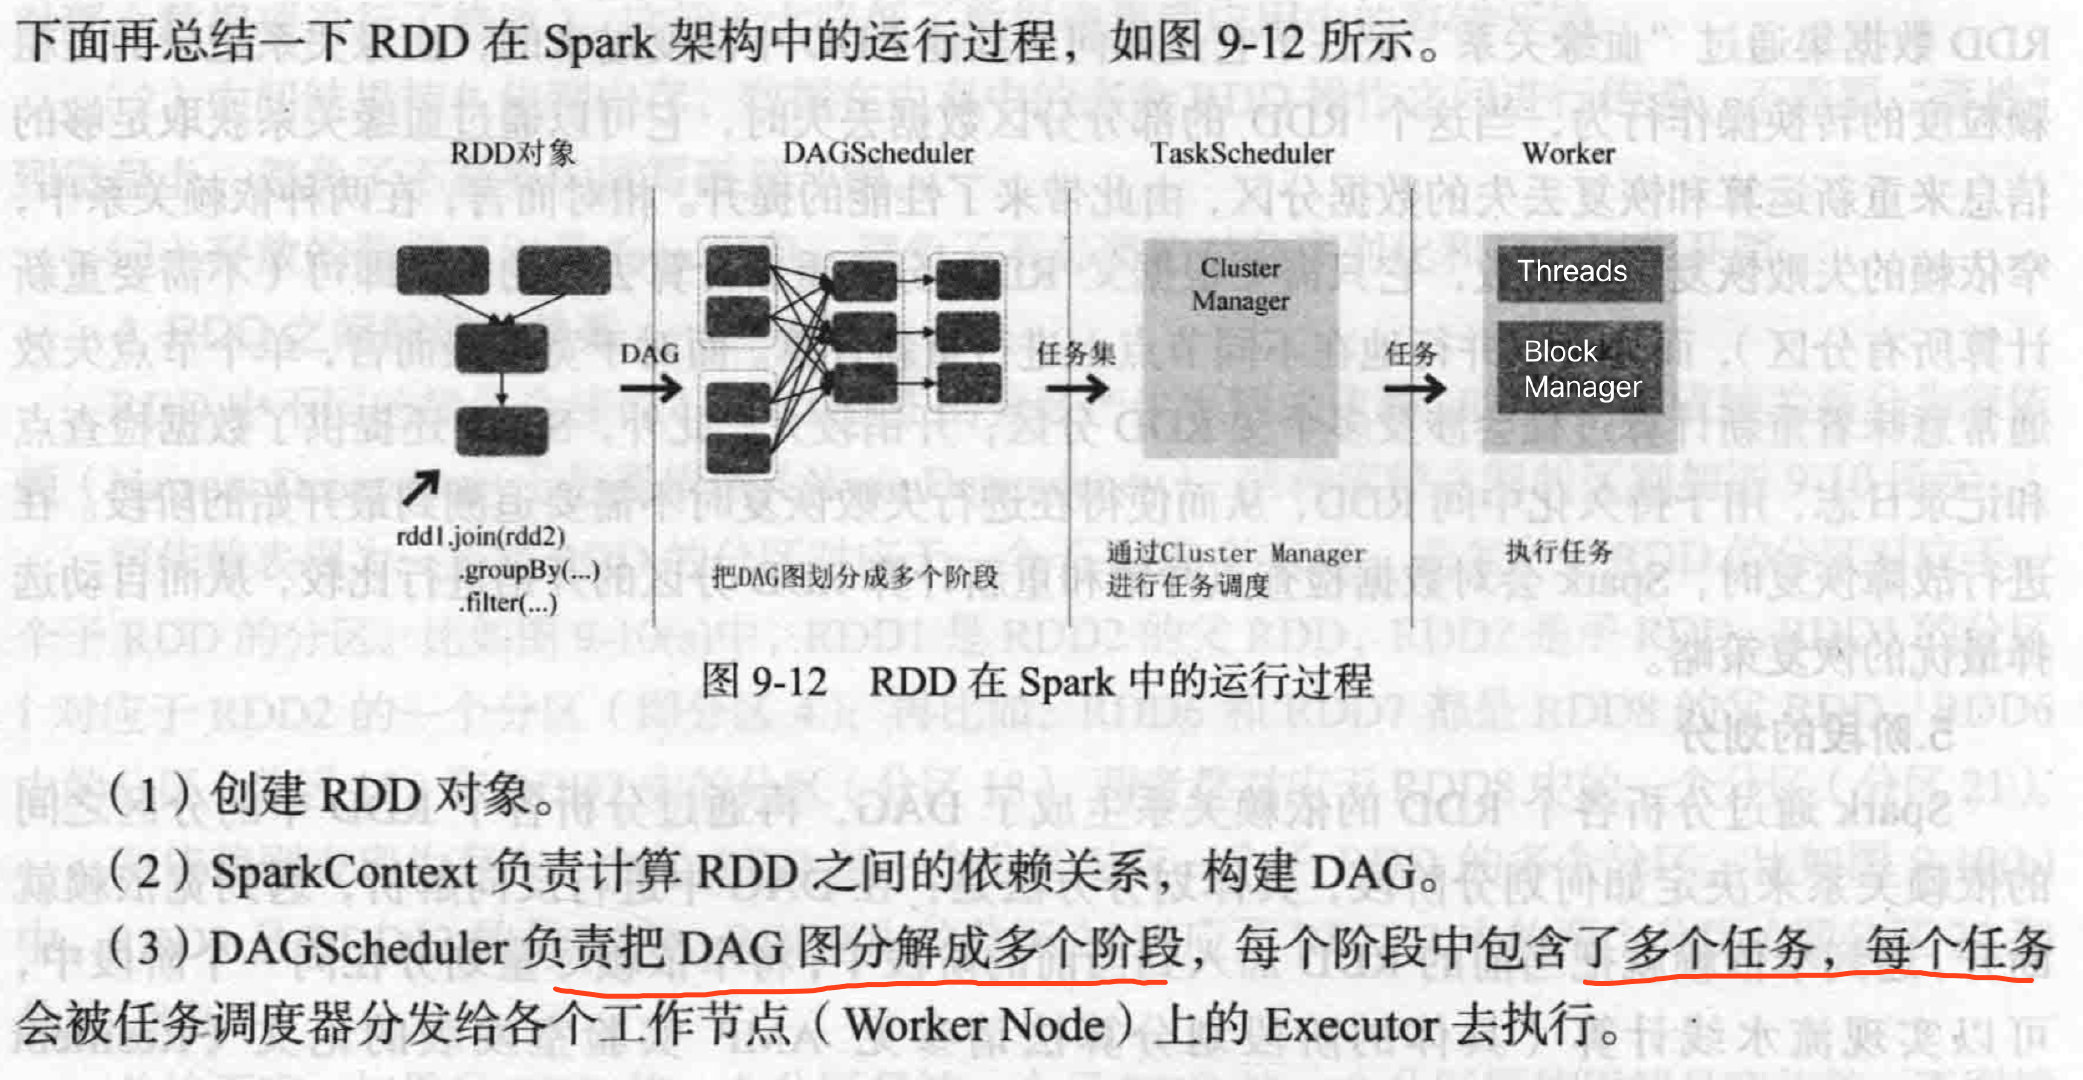 下面再总结一下 RDD 在 Spark 架构中的运行过程，如图 9-12 所示。
RDD对象
DAGScheduler
TaskScheduler
Worker
DAG
任务集
Cluster
Manager
任务
Threads
Block
Manager
rdd1.join(rdd2)
.groupBy(...)
.filter(...)
把DAG图划分成多个阶段
通过Cluster Manager
进行任务调度
执行任务
图 9-12 RDD 在 Spark 中的运行过程
（1）创建 RDD 对象。
（2）SparkContext 负责计算 RDD 之间的依赖关系，构建 DAG。
（3）DAGScheduler 负责把 DAG 图分解成多个阶段，每个阶段中包含了多个任务，每个任务
会被任务调度器分发给各个工作节点（Worker Node）上的 Executor 去执行。